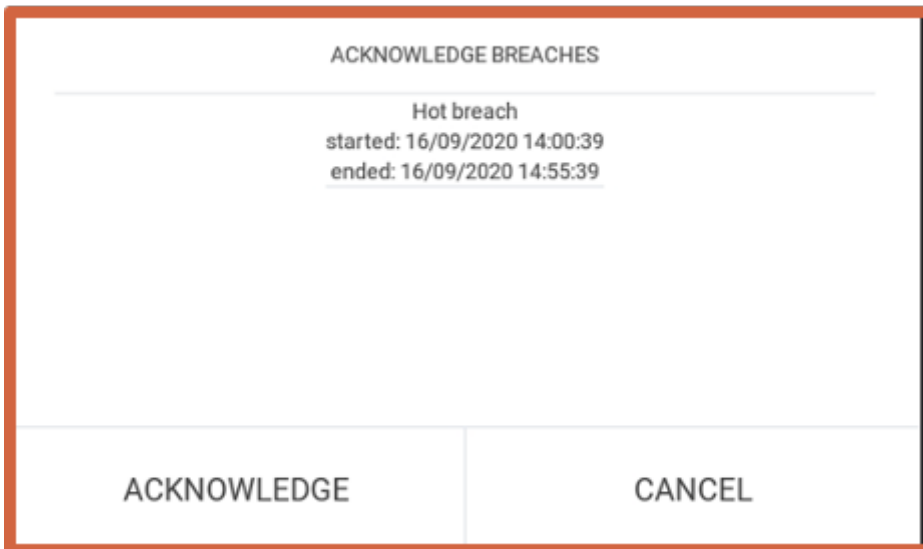 ACKNOWLEDGE BREACHES
Hot breach
started: 16/09/2020 14:00:39
ended: 16/09/2020 14:55:39
ACKNOWLEDGE
CANCEL